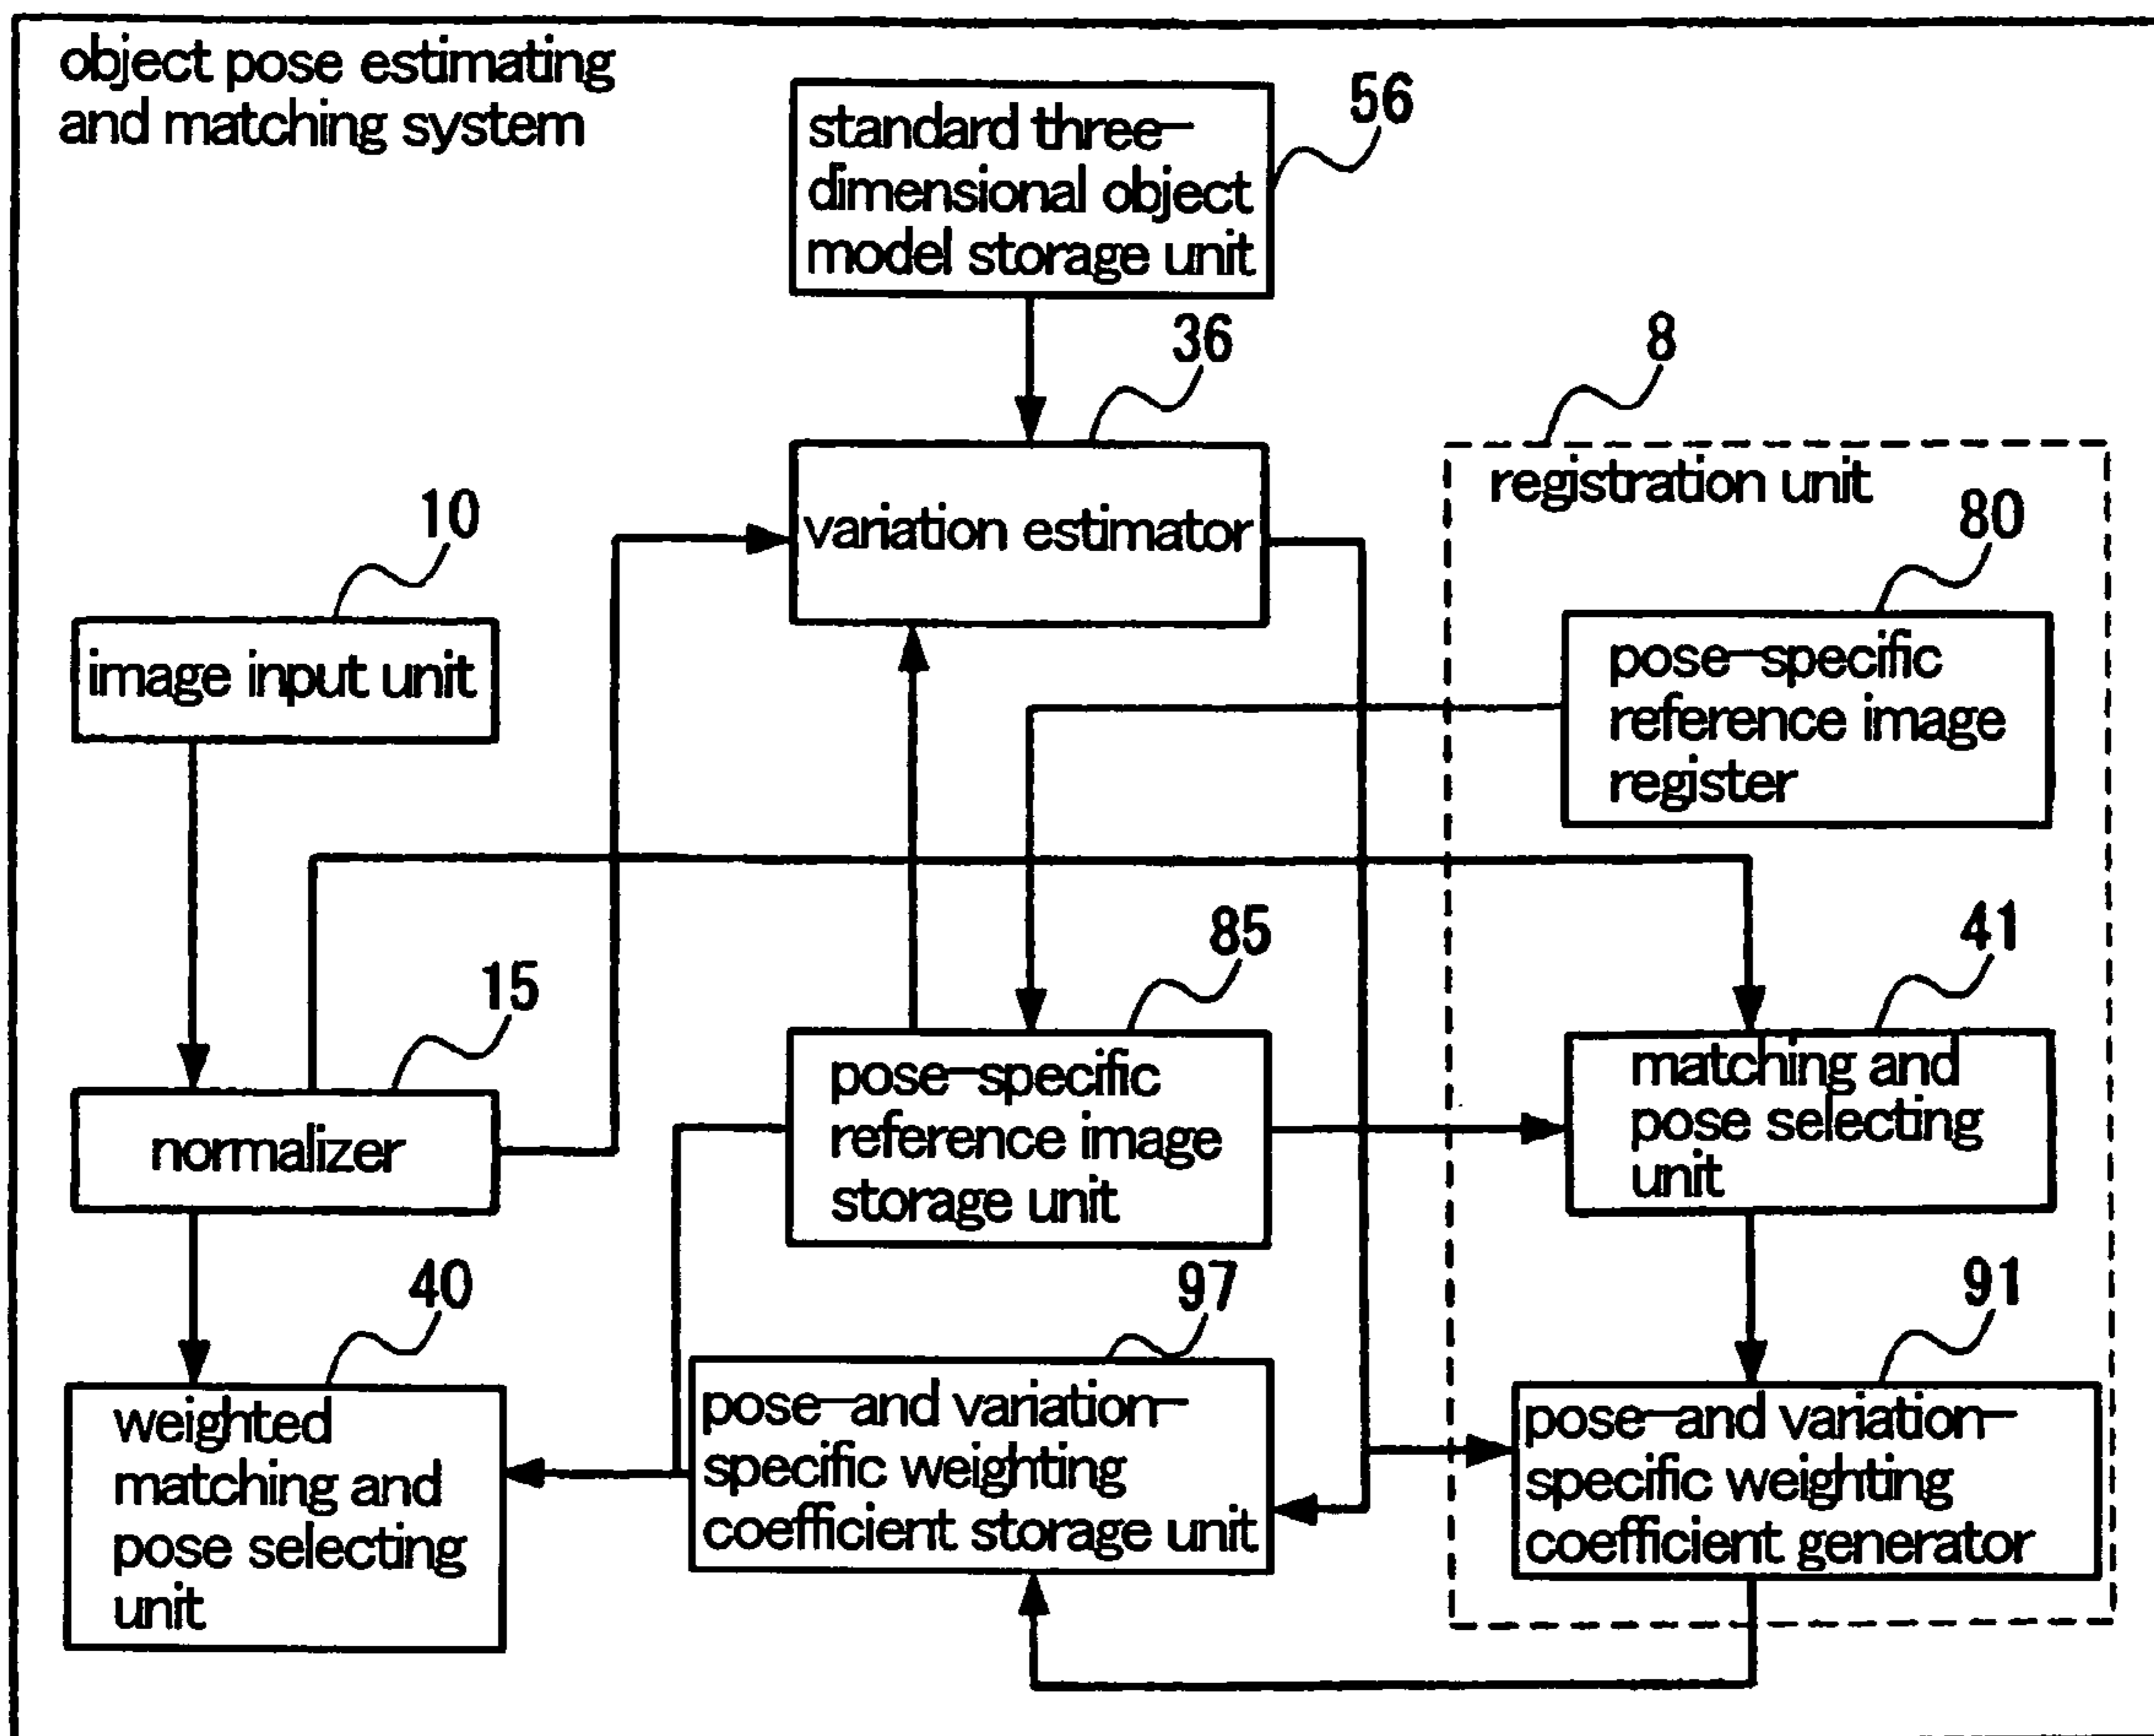 object pose estimating
and matching system
standard three-
dimensional object
model storage unit
56
36
variation estimator
8
registration unit
10
image input unit
80
pose-specific
reference image
register
15
normalizer
85
pose-specific
reference image
storage unit
41
matching and
pose selecting
unit
40
weighted
matching and
pose selecting
unit
97
pose-and variation-
specific weighting
coefficient storage unit
91
pose-and variation-
specific weighting
coefficient generator